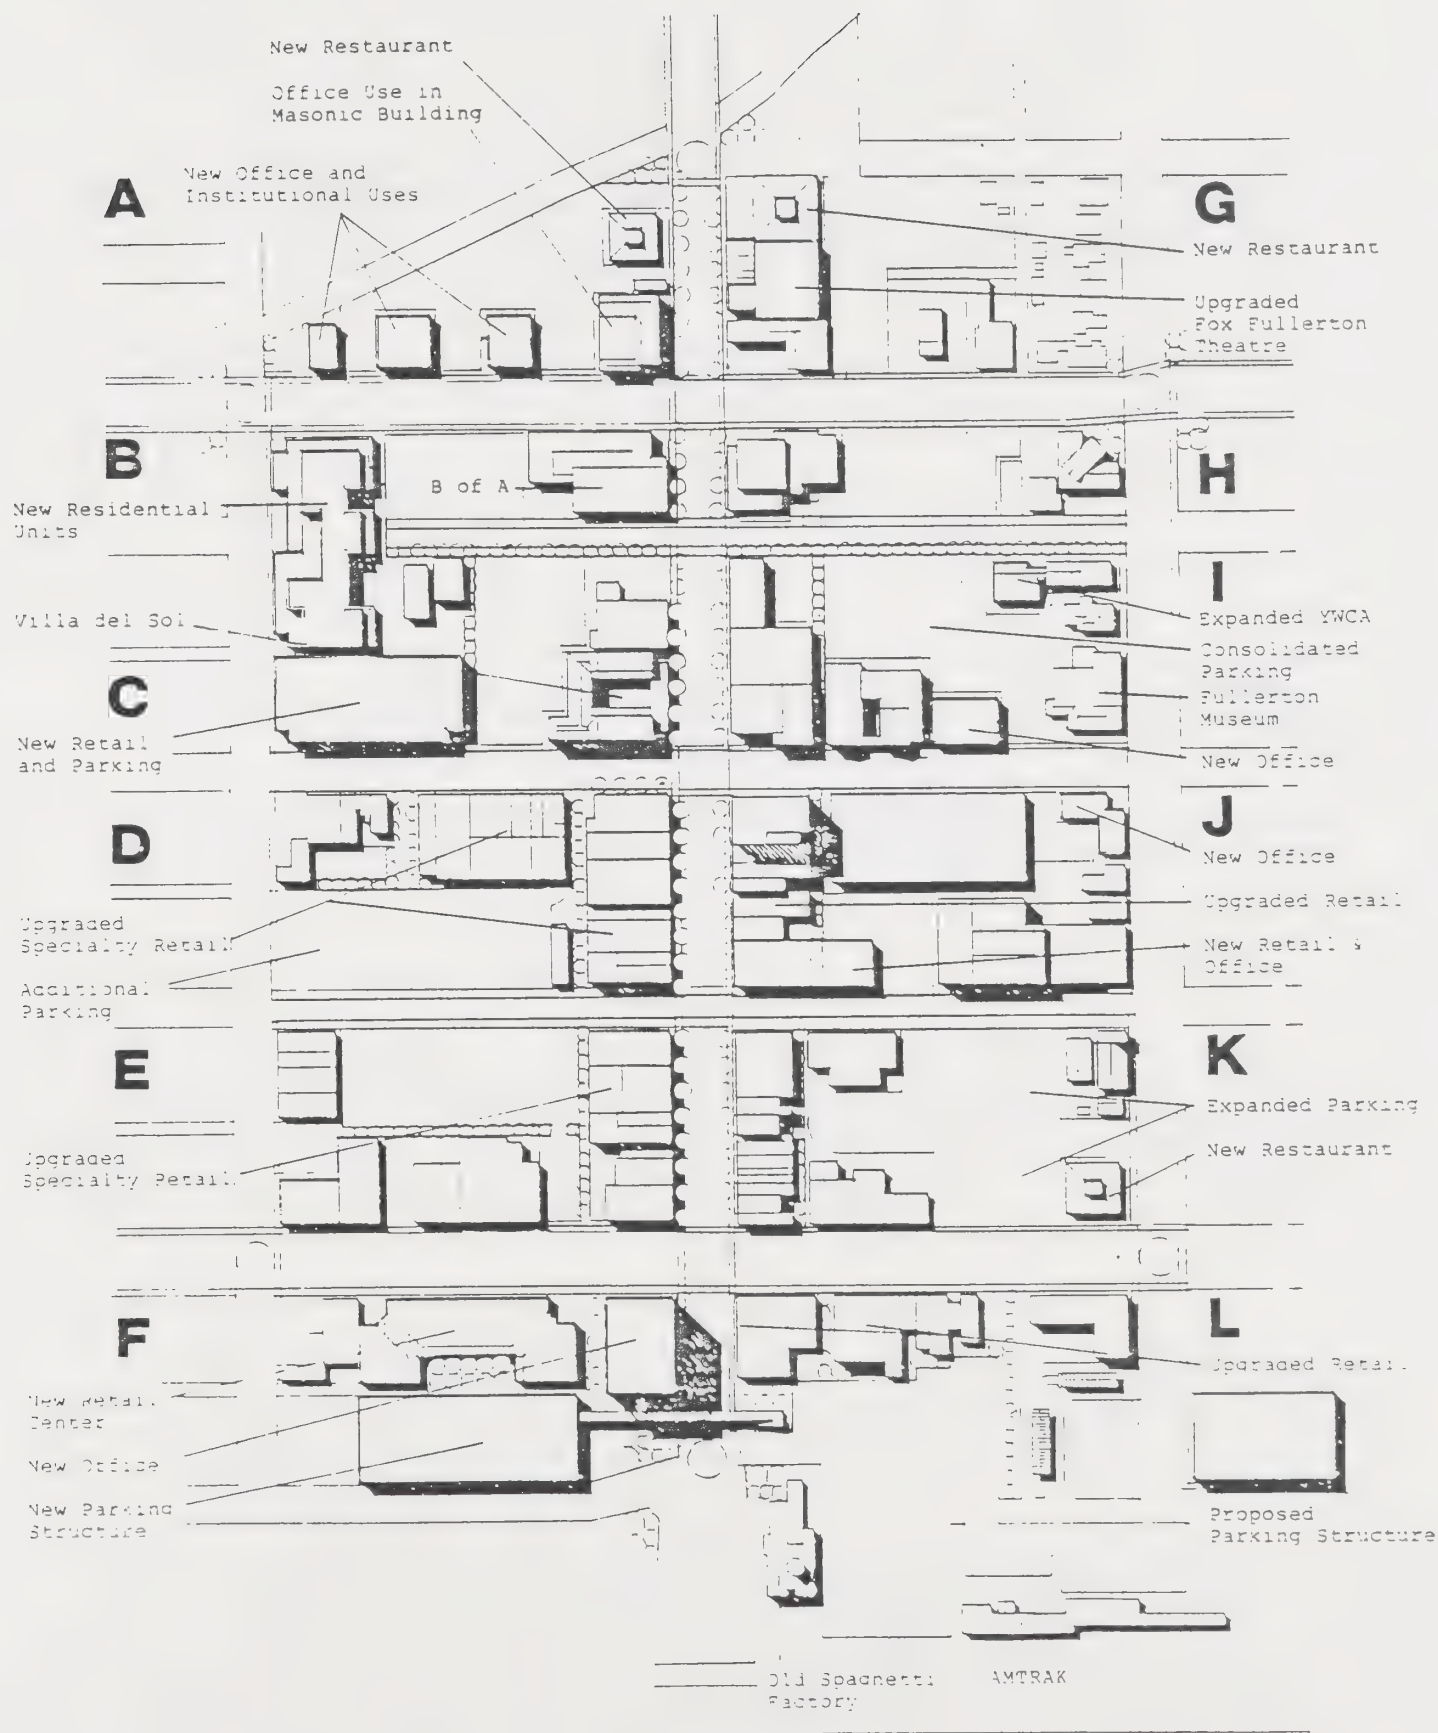 New Restaurant
Office Use in
Masonic Building
A
New Office and
Institutional Uses
G
New Restaurant
Upgraded
Fox Fullerton
Theatre
B
B of A
H
New Residential
Units
I
Villa del Sol
Expanded YWCA
Consolidated
Parking
C
Fullerton
Museum
New Retail
and Parking
New Office
D
J
New Office
Upgraded
Specialty Retail
Upgraded Retail
New Retail &
Office
Additional
Parking
E
K
Expanded Parking
Upgraded
Specialty Retail
New Restaurant
F
L
Upgraded Retail
New Retail
Center
New Office
New Parking
Structure
Proposed
Parking Structure
Old Spaghetti
Factory
AMTRAK